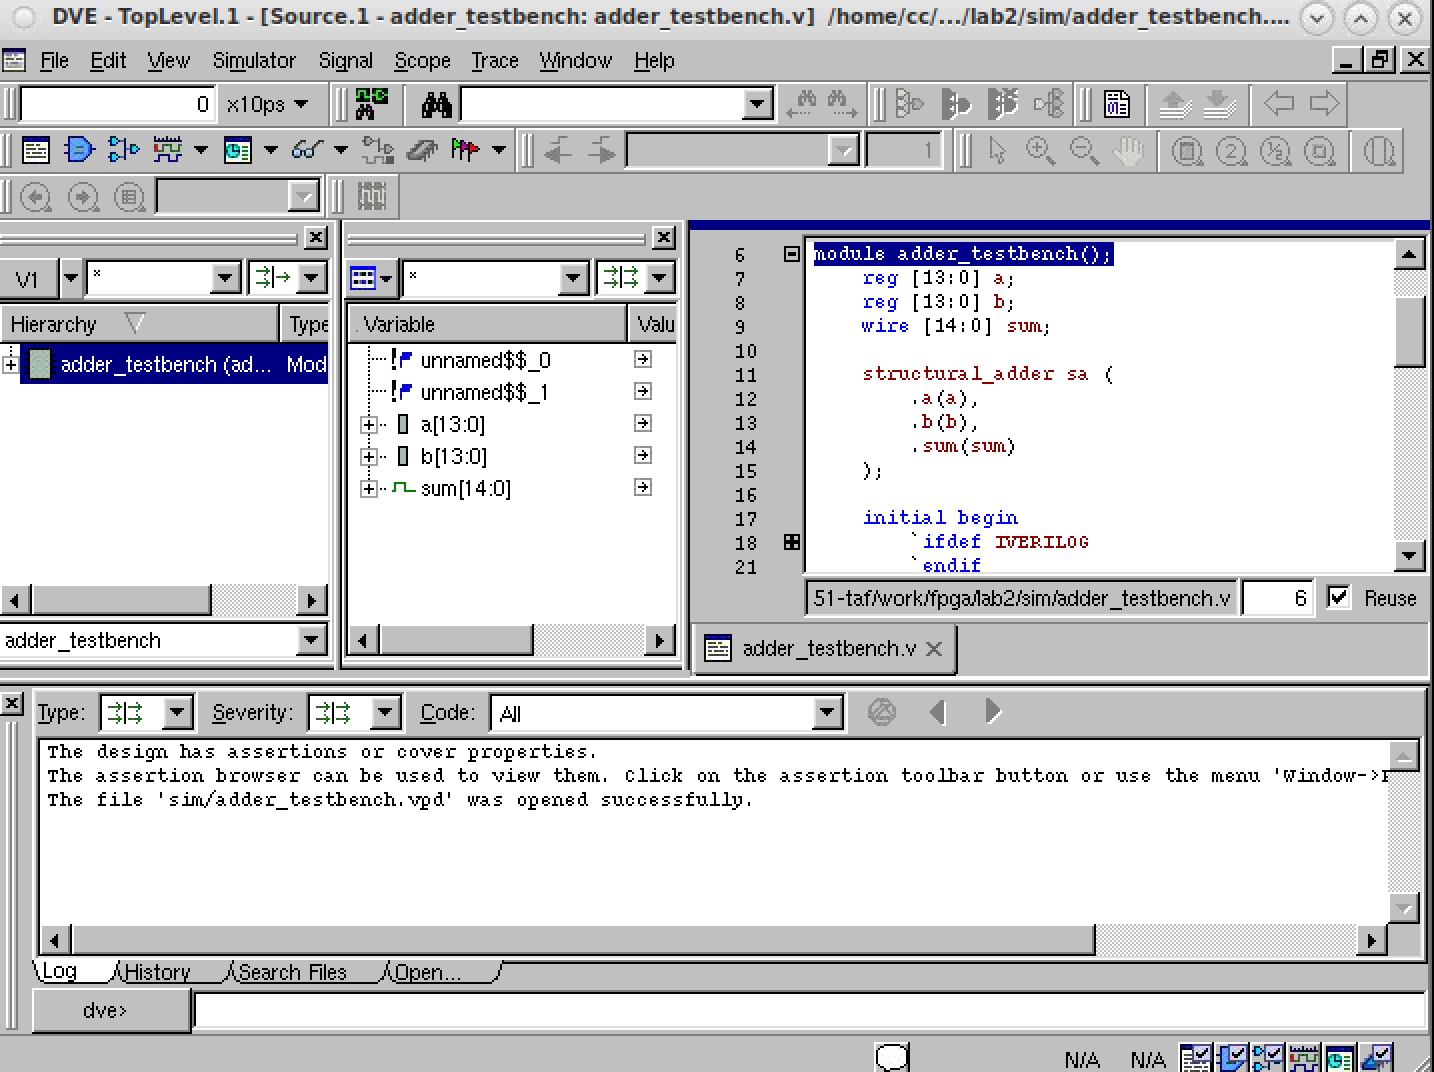 DVE - TopLevel.1 - [Source.1 - adder_testbench: adder_testbench.v]  /home/cc/.../lab2/sim/adder_testbench....
File Edit View Simulator Signal Scope Trace Window Help
0 x10ps
1
2 ½
V1 * *
Hierarchy Type
adder_testbench (ad... Mod
adder_testbench
. Variable Valu
unnamed$$_0
unnamed$$_1
a[13:0]
b[13:0]
sum[14:0]
6 module adder_testbench();
7 reg [13:0] a;
8 reg [13:0] b;
9 wire [14:0] sum;
10
11 structural_adder sa (
12 .a(a),
13 .b(b),
14 .sum(sum)
15 );
16
17 initial begin
18 `ifdef IVERILOG
21 `endif
51-taf/work/fpga/lab2/sim/adder_testbench.v 6 Reuse
adder_testbench.v
Type: Severity: Code: All
The design has assertions or cover properties.
The assertion browser can be used to view them. Click on the assertion toolbar button or use the menu 'Window->
The file 'sim/adder_testbench.vpd' was opened successfully.
Log History Search Files Open...
dve>
N/A N/A